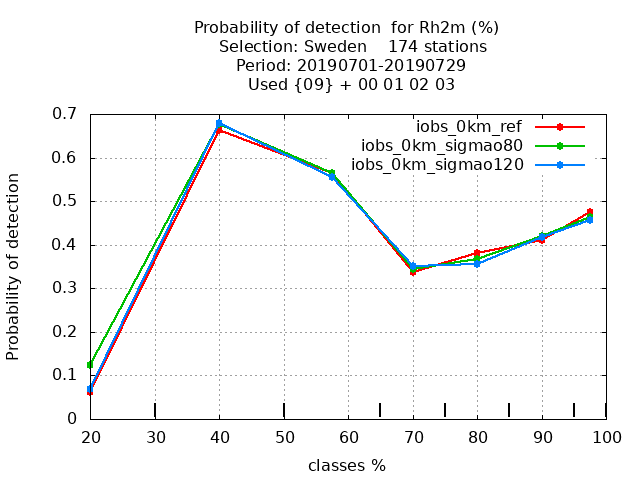 Probability of detection  for Rh2m (%)
Selection: Sweden    174 stations
Period: 20190701-20190729
Used {09} + 00 01 02 03
iobs_0km_ref
iobs_0km_sigmao80
iobs_0km_sigmao120
Probability of detection
0.7
0.6
0.5
0.4
0.3
0.2
0.1
0
20 30 40 50 60 70 80 90 100
classes %